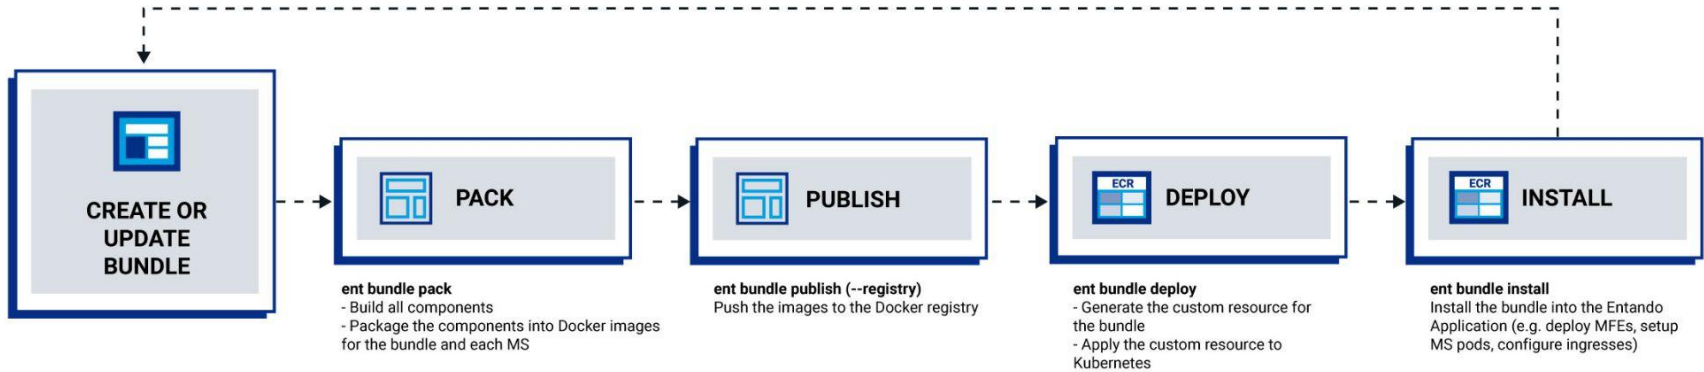 CREATE OR
UPDATE
BUNDLE
PACK
ent bundle pack
- Build all components
- Package the components into Docker images
for the bundle and each MS
PUBLISH
ent bundle publish (--registry)
Push the images to the Docker registry
ECR
DEPLOY
ent bundle deploy
- Generate the custom resource for
the bundle
- Apply the custom resource to
Kubernetes
ECR
INSTALL
ent bundle install
Install the bundle into the Entando
Application (e.g. deploy MFEs, setup
MS pods, configure ingresses)